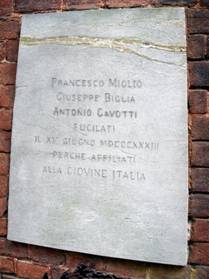 FRANCESCO MIGLIO
GIUSEPPE BIGLIA
ANTONIO GAVOTTI
FUCILATI
IL XV GIUGNO MDCCCXXXIII
PERCHÈ AFFILIATI
ALLA GIOVINE ITALIA